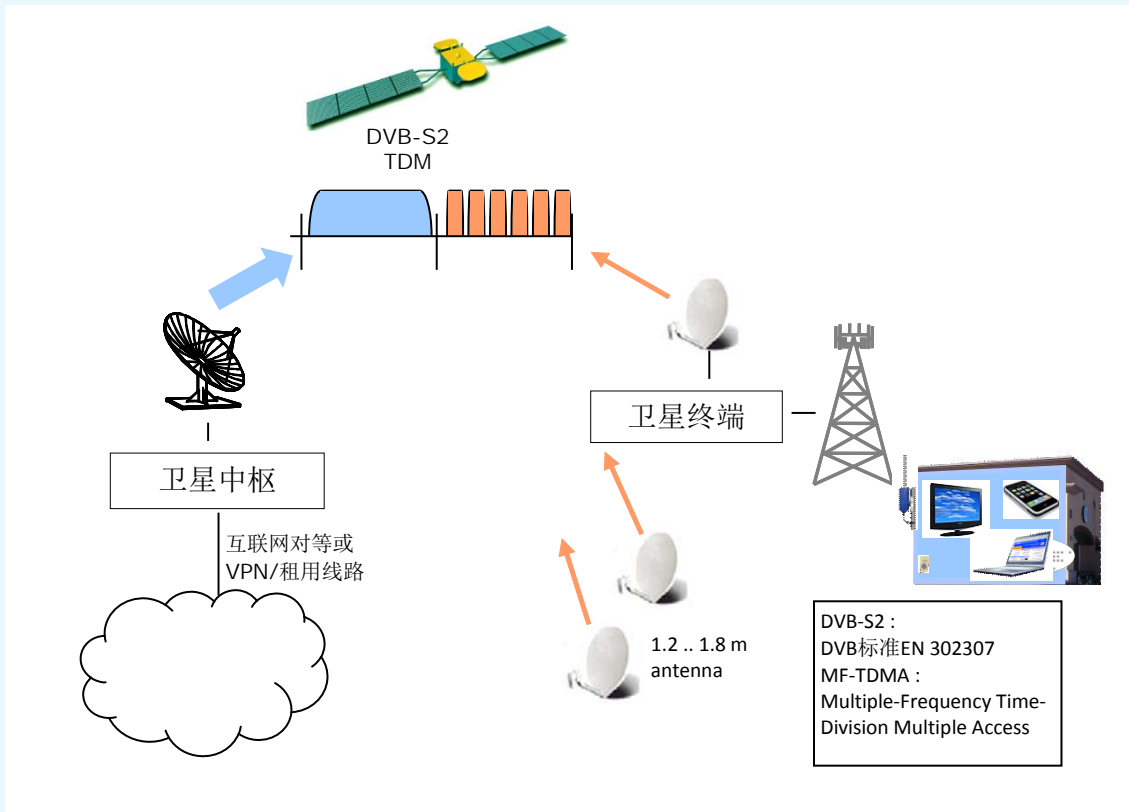 DVB-S2
TDM
卫星终端
卫星中枢
互联网对等或
VPN/租用线路
1.2 .. 1.8 m
antenna
DVB-S2 :
DVB标准EN 302307
MF-TDMA :
Multiple-Frequency Time-
Division Multiple Access